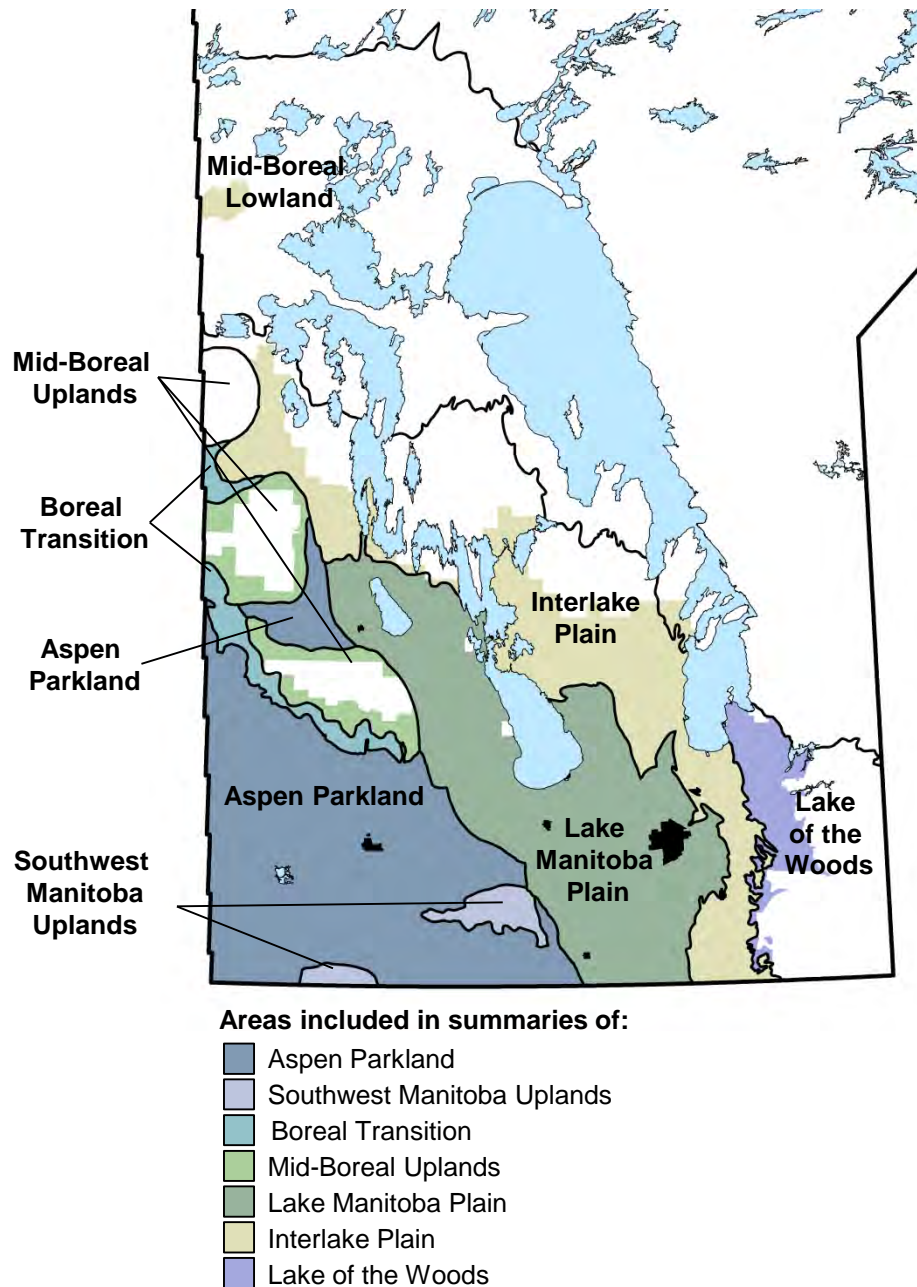 Mid-Boreal
Lowland
Mid-Boreal
Uplands
Boreal
Transition
Aspen
Parkland
Interlake
Plain
Aspen Parkland
Lake
Manitoba
Plain
Lake
of the
Woods
Southwest
Manitoba
Uplands
Areas included in summaries of:
Aspen Parkland
Southwest Manitoba Uplands
Boreal Transition
Mid-Boreal Uplands
Lake Manitoba Plain
Interlake Plain
Lake of the Woods